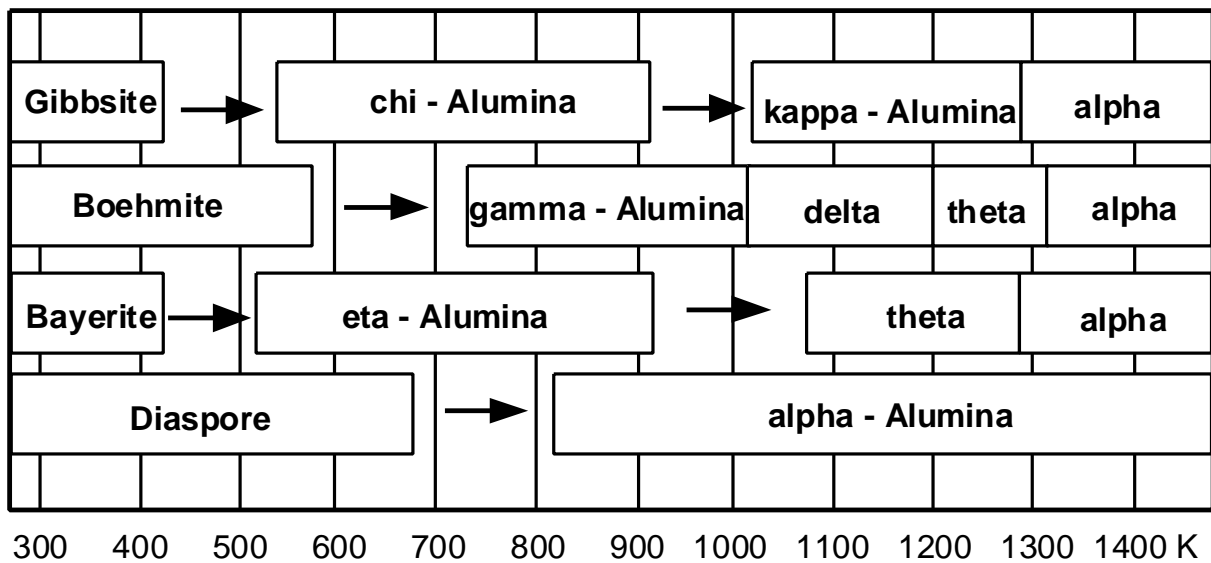 Gibbsite chi - Alumina kappa - Alumina alpha
Boehmite gamma - Alumina delta theta alpha
Bayerite eta - Alumina theta alpha
Diaspore alpha - Alumina
300 400 500 600 700 800 900 1000 1100 1200 1300 1400 K